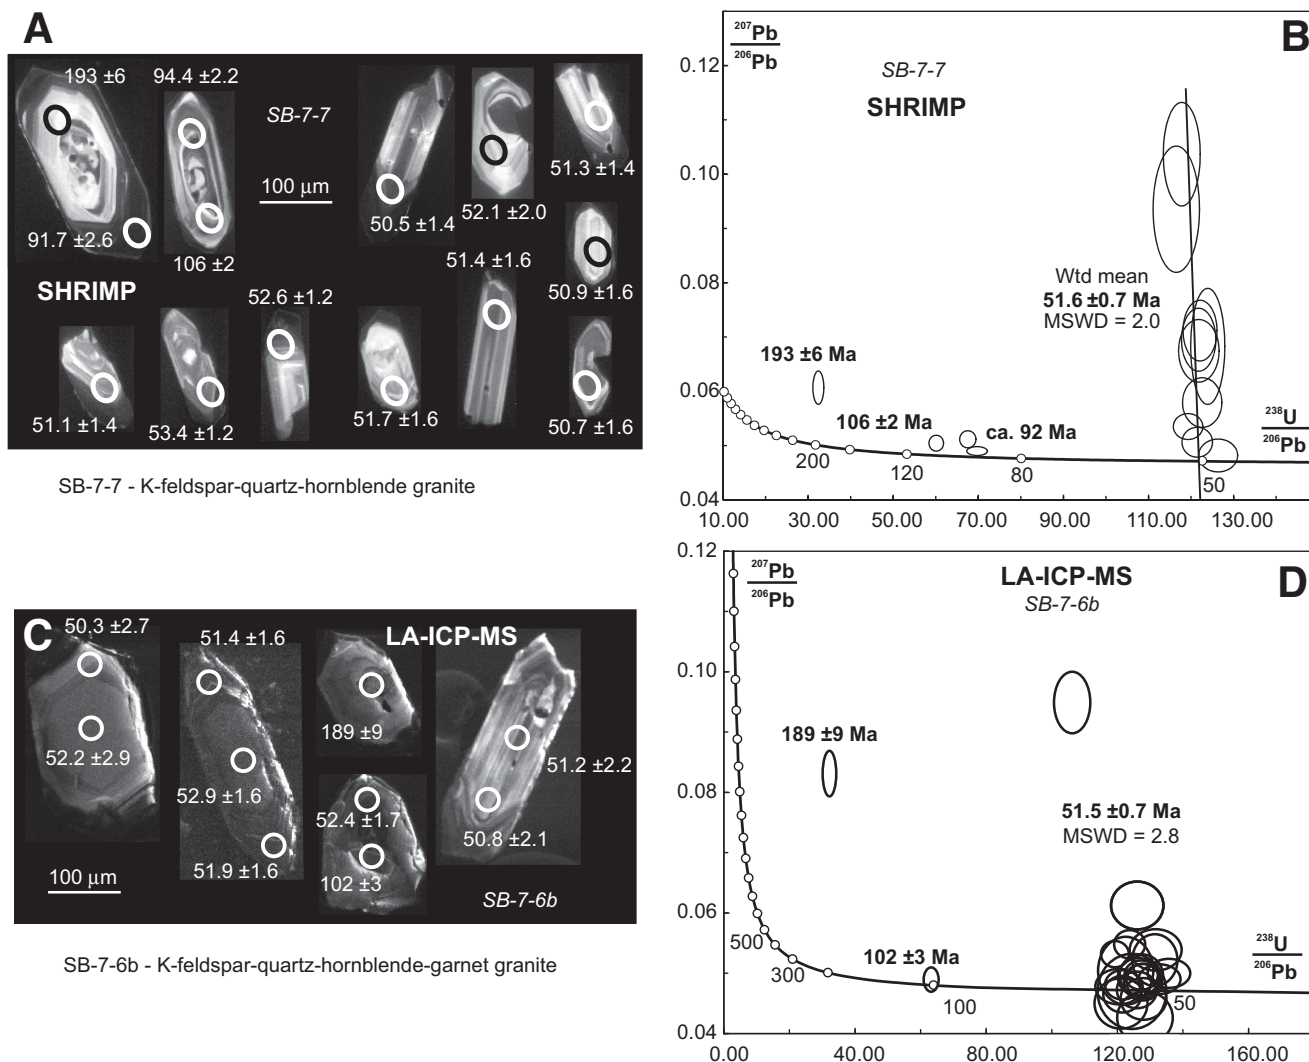 A
193 ±6
94.4 ±2.2
SB-7-7
100 μm
51.3 ±1.4
50.5 ±1.4
52.1 ±2.0
91.7 ±2.6
106 ±2
51.4 ±1.6
SHRIMP
52.6 ±1.2
50.9 ±1.6
51.1 ±1.4
53.4 ±1.2
51.7 ±1.6
50.7 ±1.6
SB-7-7 - K-feldspar-quartz-hornblende granite
B
207Pb
206Pb
SB-7-7
SHRIMP
0.12
0.10
0.08
0.06
0.04
Wtd mean
51.6 ±0.7 Ma
MSWD = 2.0
193 ±6 Ma
106 ±2 Ma
ca. 92 Ma
238U
206Pb
200
120
80
50
10.00 30.00 50.00 70.00 90.00 110.00 130.00
C
50.3 ±2.7
51.4 ±1.6
LA-ICP-MS
52.2 ±2.9
189 ±9
51.2 ±2.2
52.9 ±1.6
52.4 ±1.7
50.8 ±2.1
51.9 ±1.6
102 ±3
100 μm
SB-7-6b
SB-7-6b - K-feldspar-quartz-hornblende-garnet granite
D
207Pb
206Pb
LA-ICP-MS
SB-7-6b
0.12
0.10
0.08
0.06
0.04
189 ±9 Ma
51.5 ±0.7 Ma
MSWD = 2.8
102 ±3 Ma
238U
206Pb
500
300
100
50
0.00 40.00 80.00 120.00 160.00